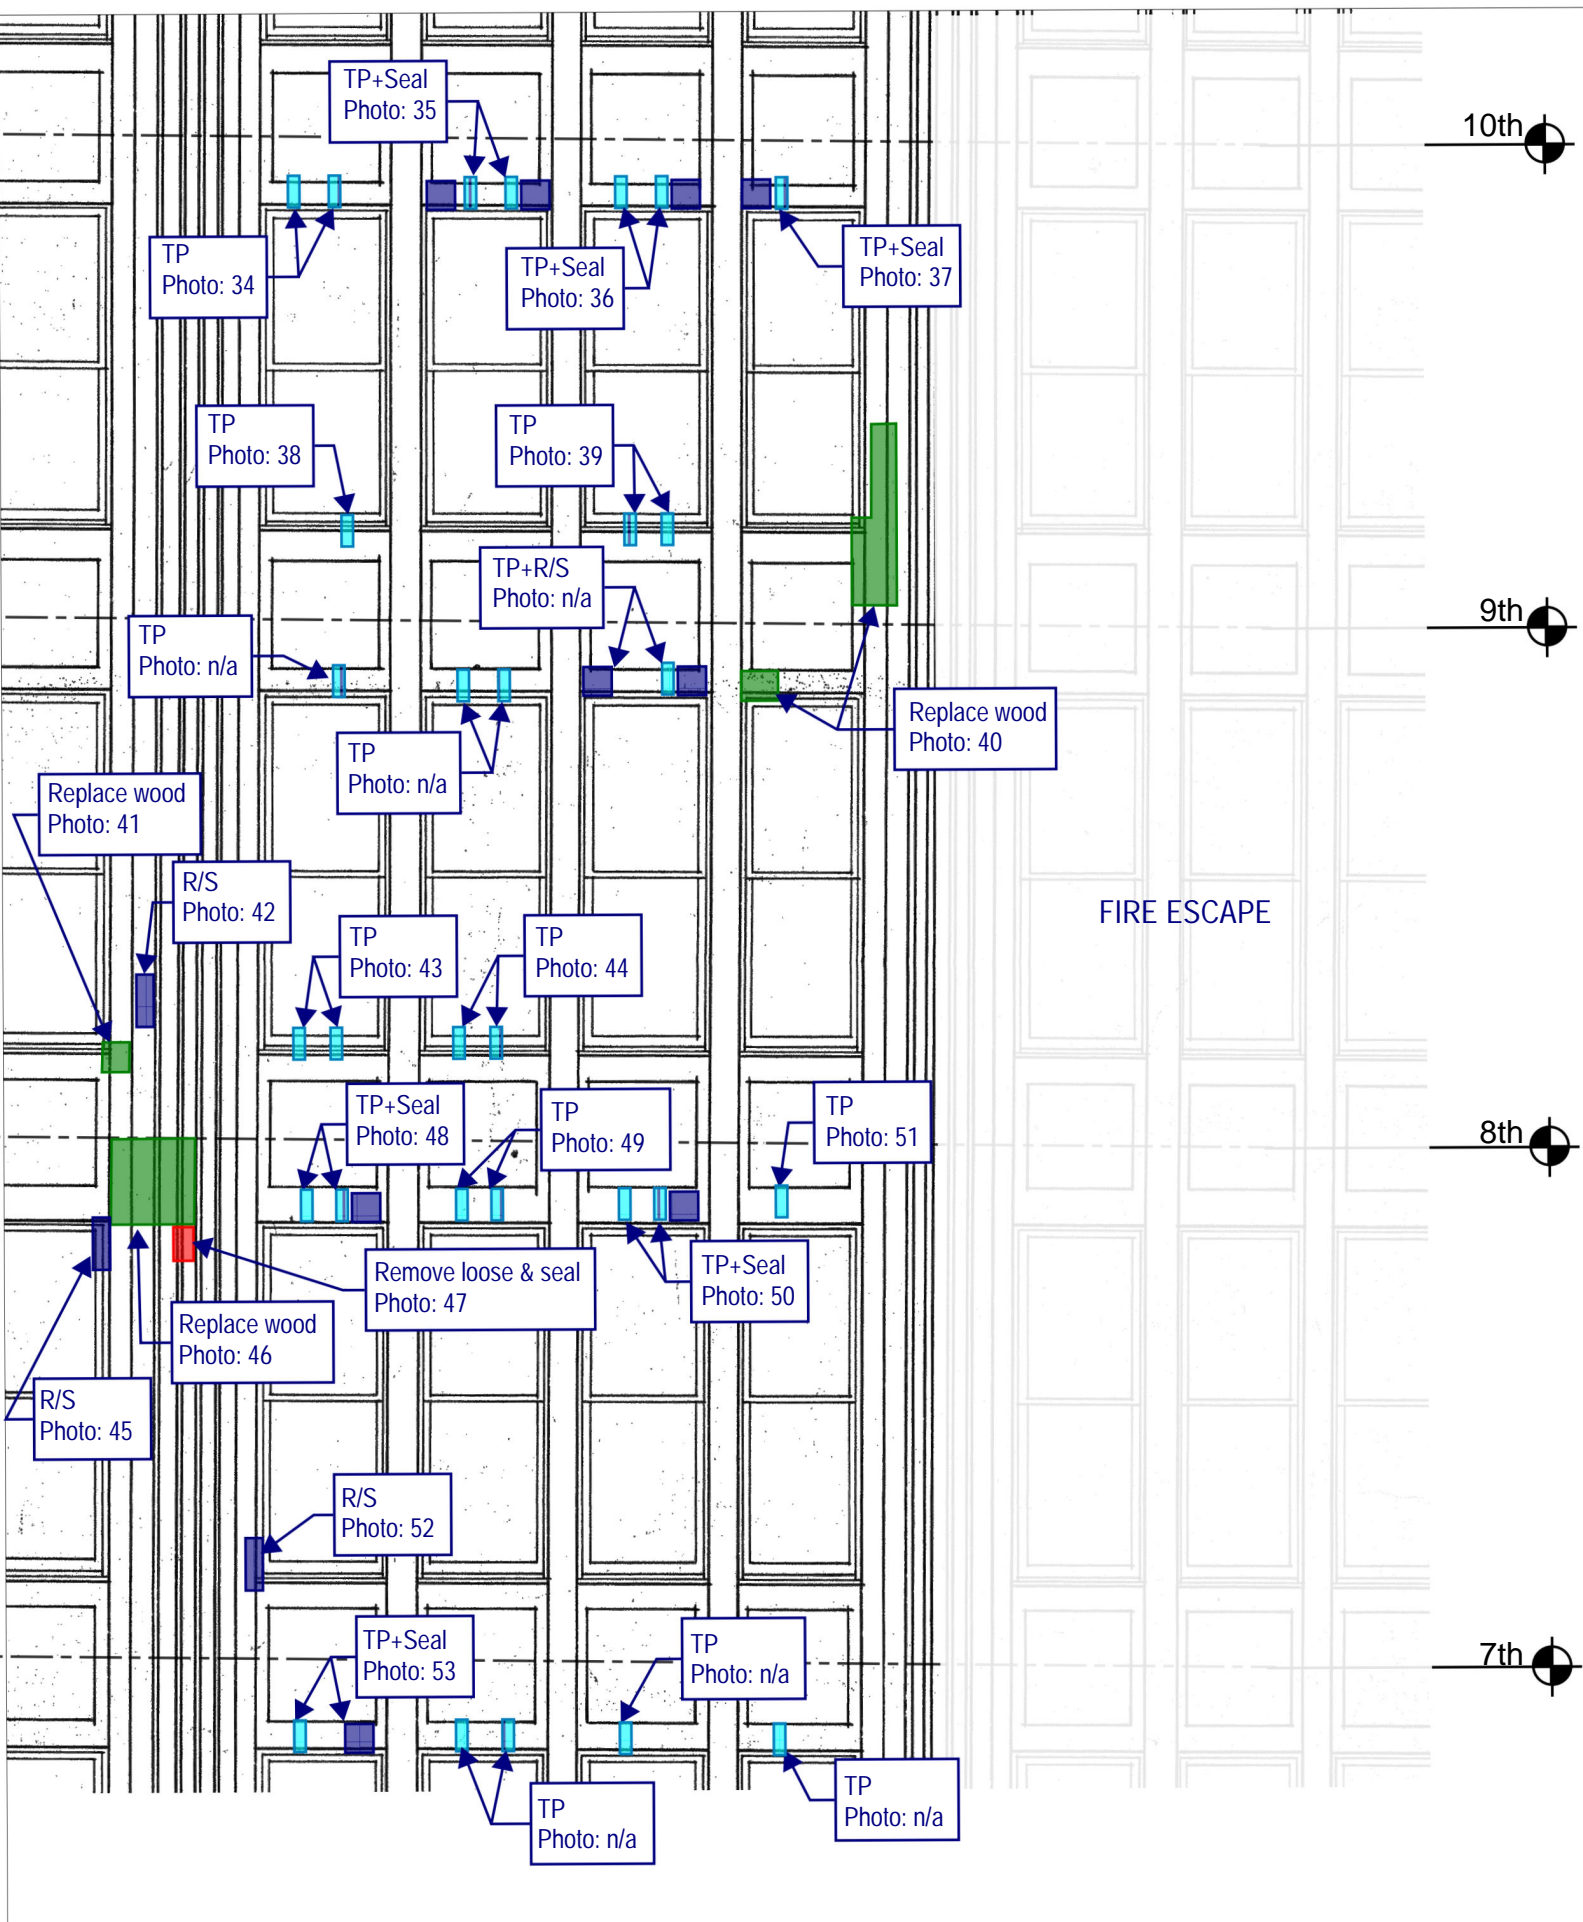 TP+Seal
Photo: 35
10th
TP
Photo: 34
TP+Seal
Photo: 36
TP+Seal
Photo: 37
TP
Photo: 38
TP
Photo: 39
TP+R/S
Photo: n/a
9th
TP
Photo: n/a
Replace wood
Photo: 40
TP
Photo: n/a
Replace wood
Photo: 41
R/S
Photo: 42
FIRE ESCAPE
TP
Photo: 43
TP
Photo: 44
TP+Seal
Photo: 48
TP
Photo: 49
TP
Photo: 51
8th
Remove loose & seal
Photo: 47
TP+Seal
Photo: 50
Replace wood
Photo: 46
R/S
Photo: 45
R/S
Photo: 52
TP+Seal
Photo: 53
TP
Photo: n/a
7th
TP
Photo: n/a
TP
Photo: n/a